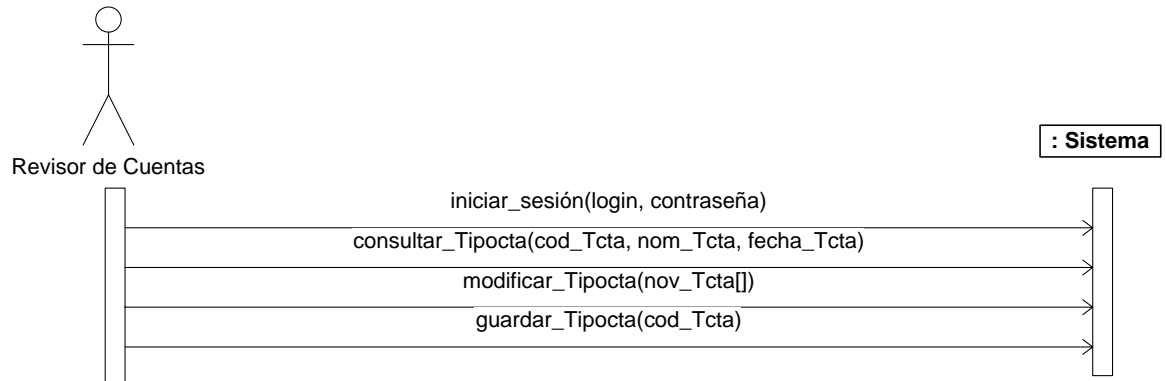 : Sistema
Revisor de Cuentas
iniciar_sesión(login, contraseña)
consultar_Tipocta(cod_Tcta, nom_Tcta, fecha_Tcta)
modificar_Tipocta(nov_Tcta[])
guardar_Tipocta(cod_Tcta)